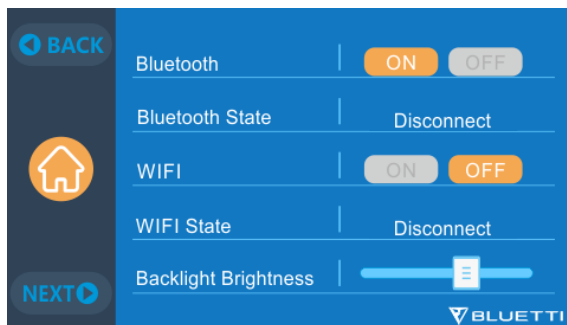 BACK
Bluetooth ON OFF
Bluetooth State Disconnect
WIFI ON OFF
WIFI State Disconnect
Backlight Brightness
NEXT
BLUETTI